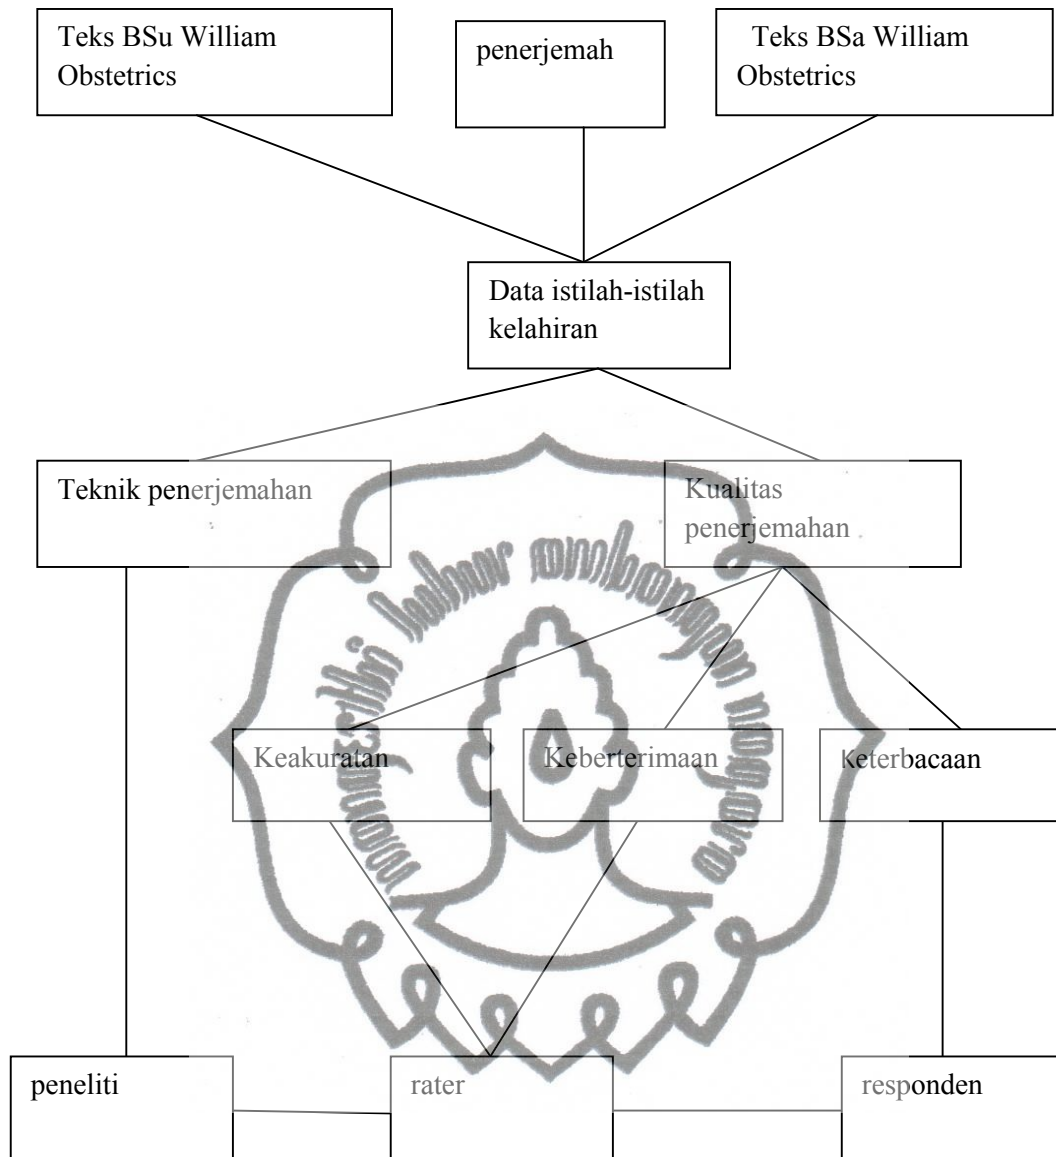 Teks BSu William
Obstetrics
penerjemah
Teks BSa William
Obstetrics
Data istilah-istilah
kelahiran
Teknik penerjemahan
Kualitas
penerjemahan
Keakuratan
Keberterimaan
Keterbacaan
peneliti
rater
responden